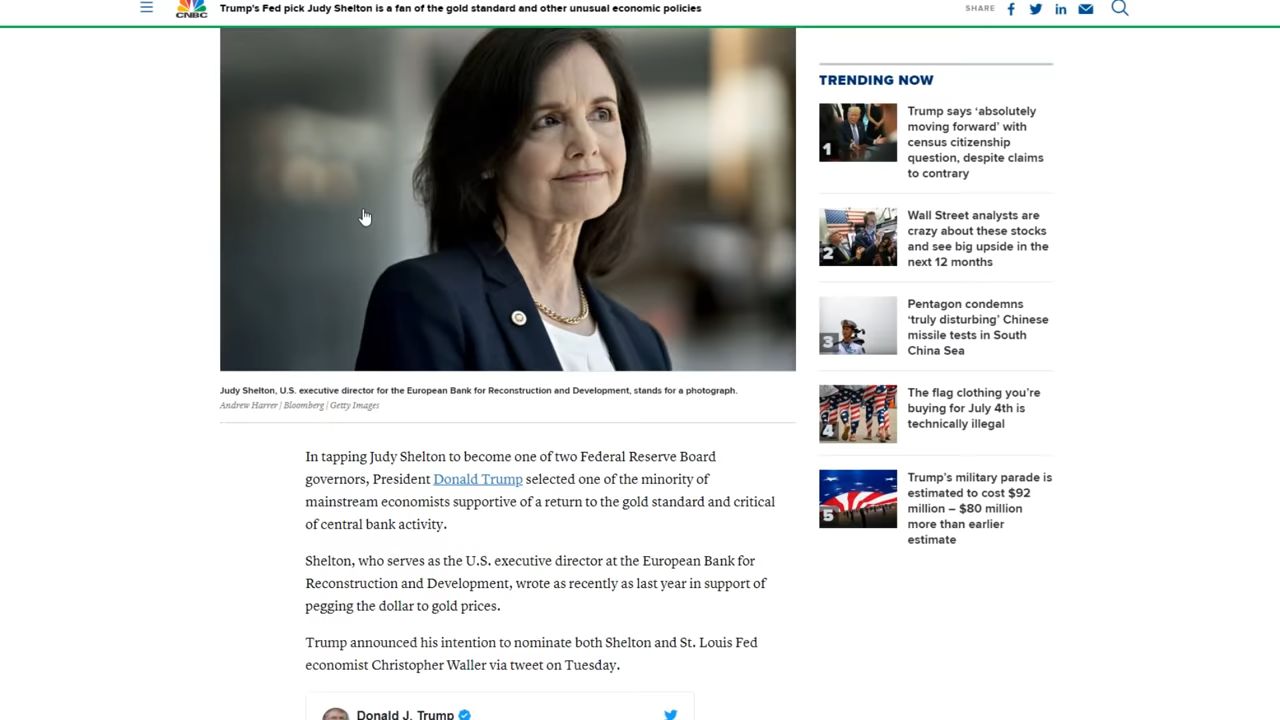 CNBC
Trump's Fed pick Judy Shelton is a fan of the gold standard and other unusual economic policies
SHARE
TRENDING NOW
1
Trump says ‘absolutely
moving forward’ with
census citizenship
question, despite claims
to contrary
2
Wall Street analysts are
crazy about these stocks
and see big upside in the
next 12 months
3
Pentagon condemns
‘truly disturbing’ Chinese
missile tests in South
China Sea
4
The flag clothing you’re
buying for July 4th is
technically illegal
5
Trump’s military parade is
estimated to cost $92
million – $80 million
more than earlier
estimate
Judy Shelton, U.S. executive director for the European Bank for Reconstruction and Development, stands for a photograph.
Andrew Harrer | Bloomberg | Getty Images
In tapping Judy Shelton to become one of two Federal Reserve Board
governors, President Donald Trump selected one of the minority of
mainstream economists supportive of a return to the gold standard and critical
of central bank activity.
Shelton, who serves as the U.S. executive director at the European Bank for
Reconstruction and Development, wrote as recently as last year in support of
pegging the dollar to gold prices.
Trump announced his intention to nominate both Shelton and St. Louis Fed
economist Christopher Waller via tweet on Tuesday.
Donald J. Trump